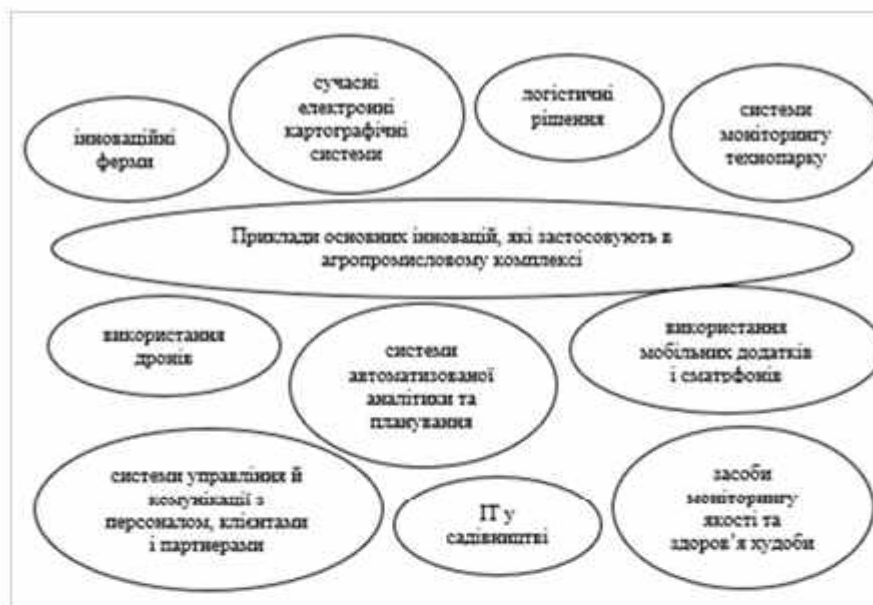 інноваційні
ферми
сучасні
електронні
картографічні
системи
логістичні
рішення
системи
моніторингу
технопарку
Приклади основних інновацій, які застосовують в
агропромисловому комплексі
використання
дронів
системи
автоматизованої
аналітики та
планування
використання
мобільних додатків
і сматрфонів
системи управління й
комунікації з
персоналом, клієнтами
і партнерами
ІТ у
садівництві
засоби
моніторингу
якості та
здоров’я худоби